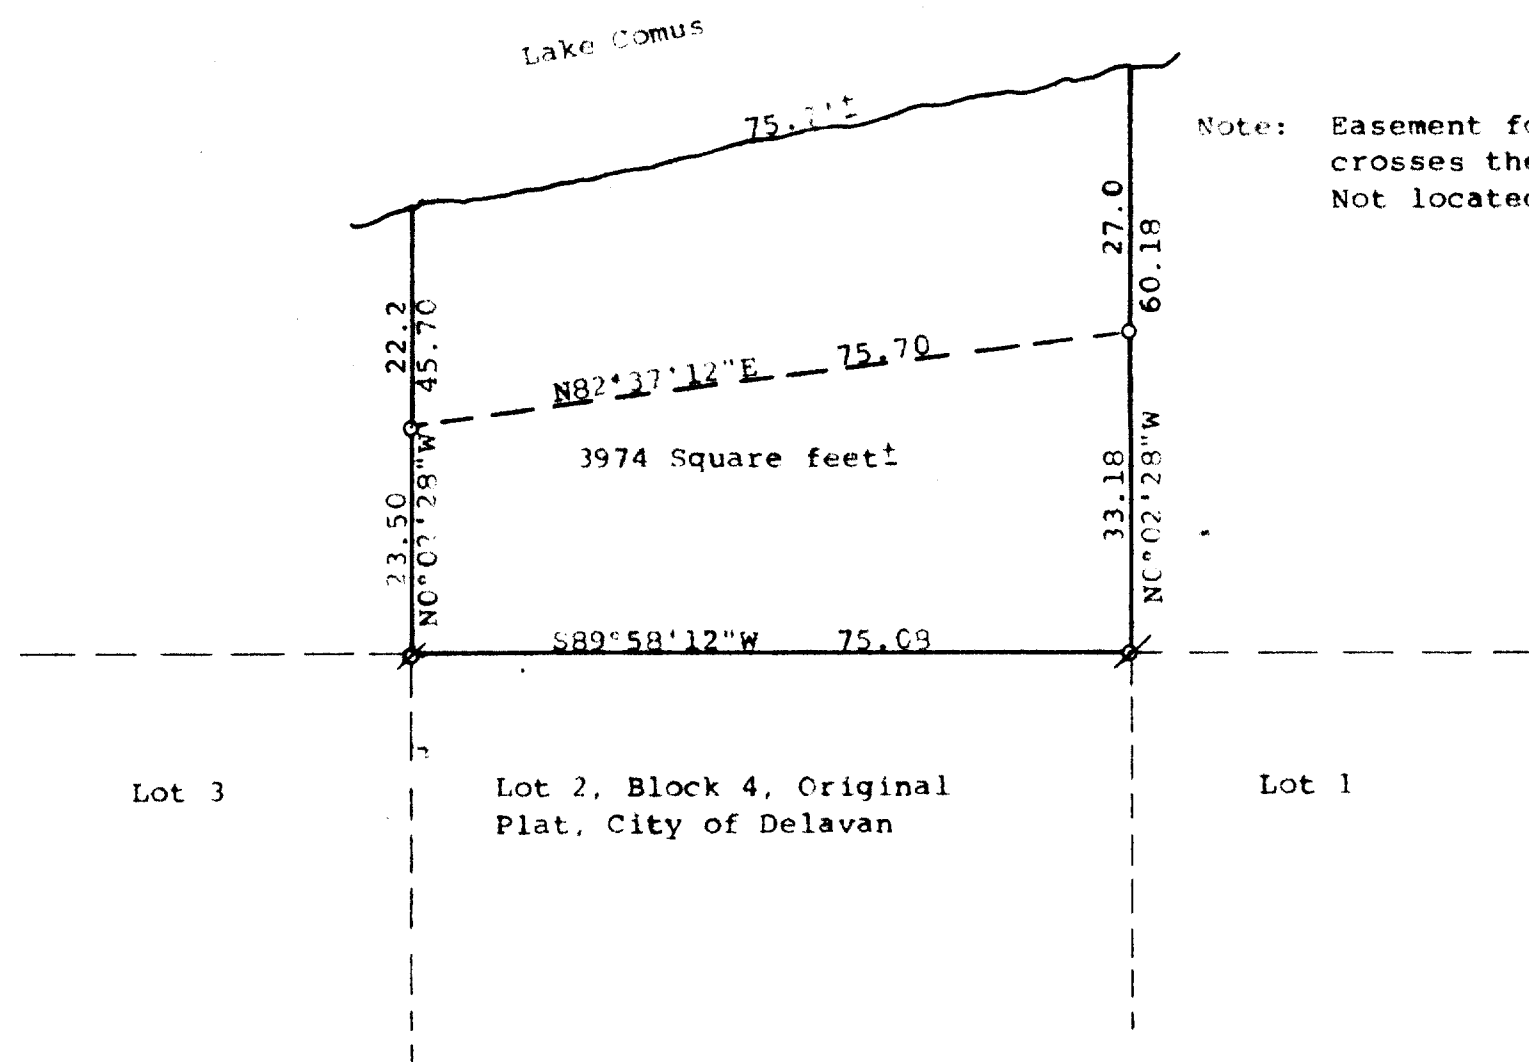 Lake Comus
Note: Easement fo
crosses the
Not located
27.0
60.18
22.2
45.70
N82°37'12"E 75.70
3974 Square feet±
23.50
N0°02'28"W
33.18
N0°02'28"W
S89°58'12"W 75.09
Lot 3
Lot 2, Block 4, Original
Plat, City of Delavan
Lot 1